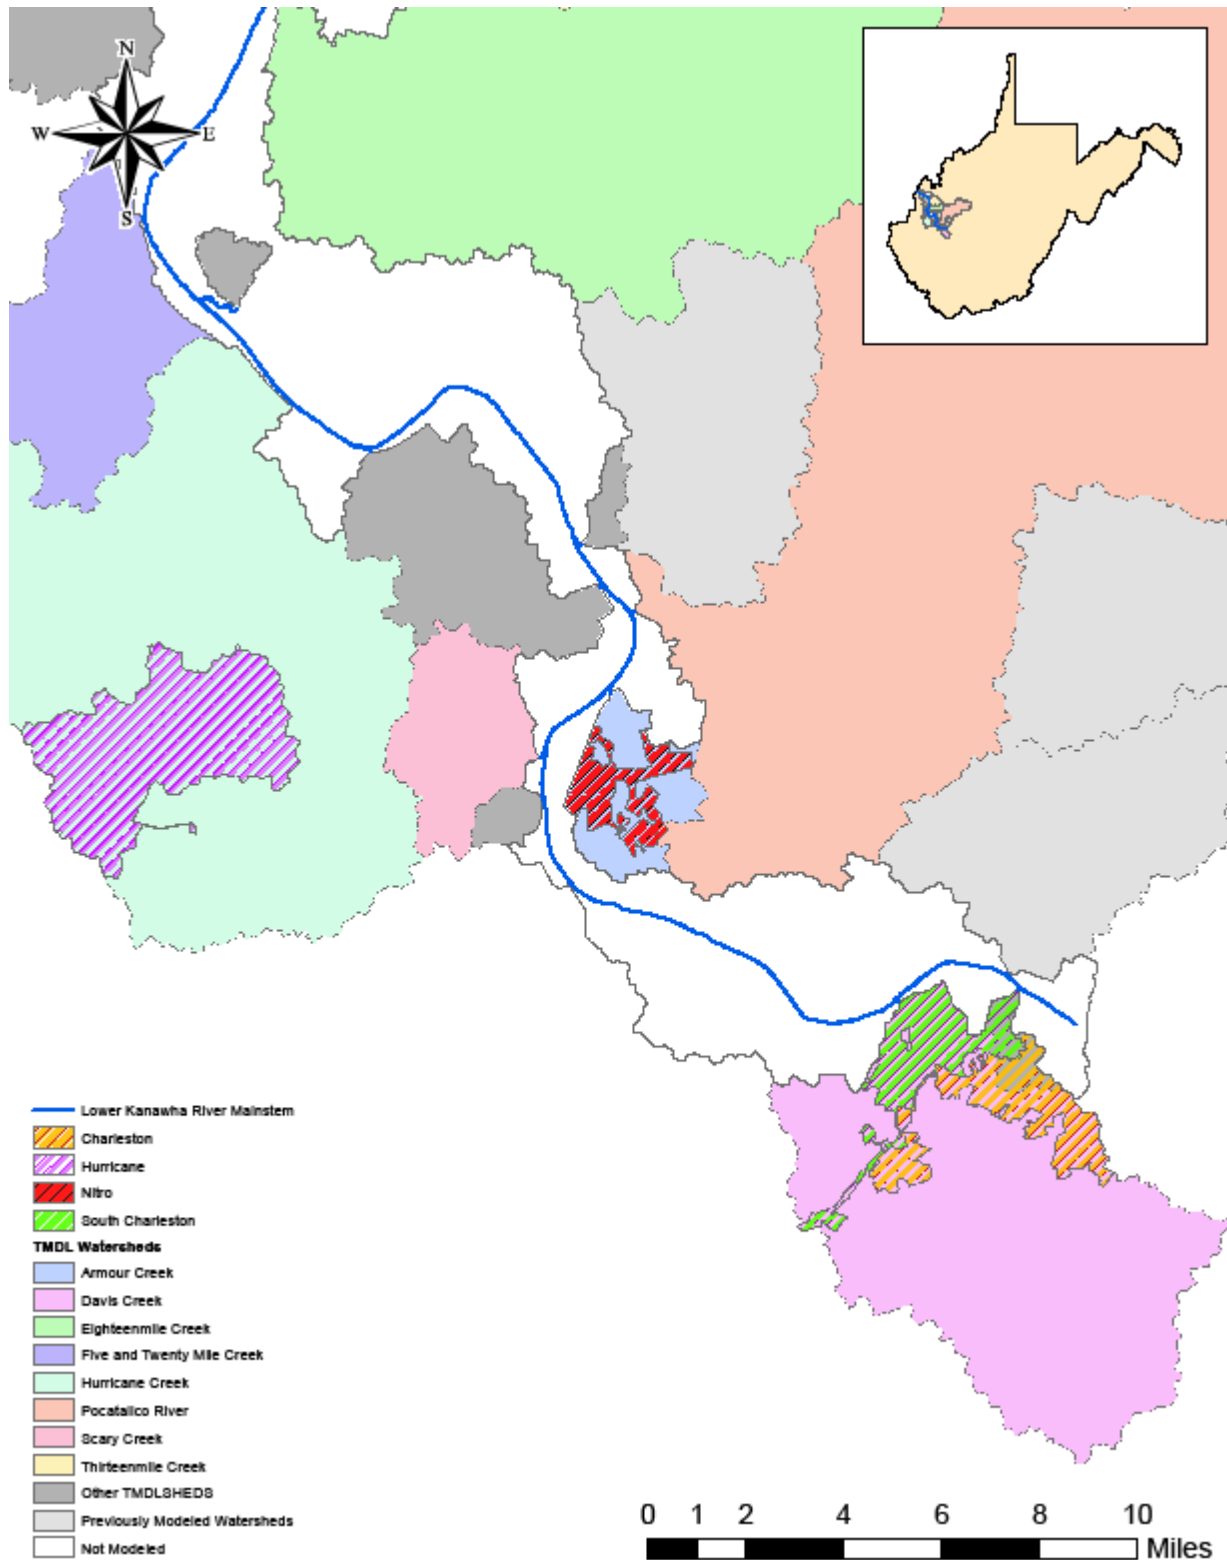 N
W E
S
Lower Kanawha River Mainstem
Charleston
Hurricane
Nitro
South Charleston
TMDL Watersheds
Armour Creek
Davis Creek
Eighteenmile Creek
Five and Twenty Mile Creek
Hurricane Creek
Pocatalico River
Scary Creek
Thirteenmile Creek
Other TMDLSHEDS
Previously Modeled Watersheds
Not Modeled
0 1 2 4 6 8 10
Miles